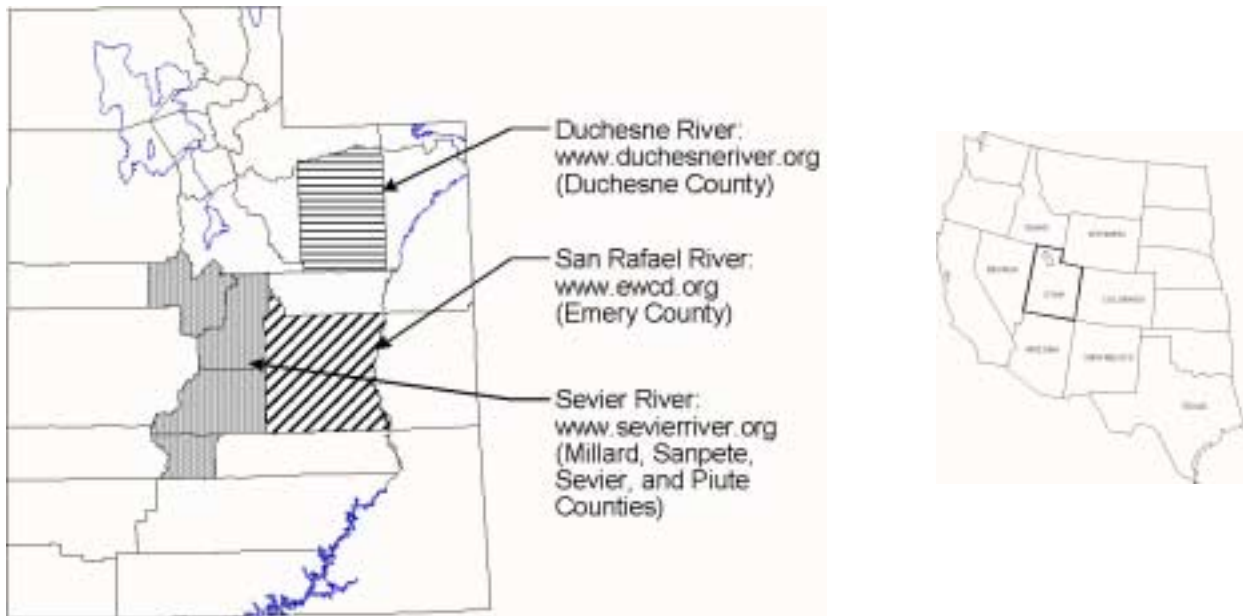 Duchesne River:
www.duchesneriver.org
(Duchesne County)
San Rafael River:
www.ewcd.org
(Emery County)
Sevier River:
www.sevierriver.org
(Millard, Sanpete,
Sevier, and Piute
Counties)
IDAHO
WYOMING
NEVADA
UTAH
COLORADO
ARIZONA
NEW MEXICO
TEXAS